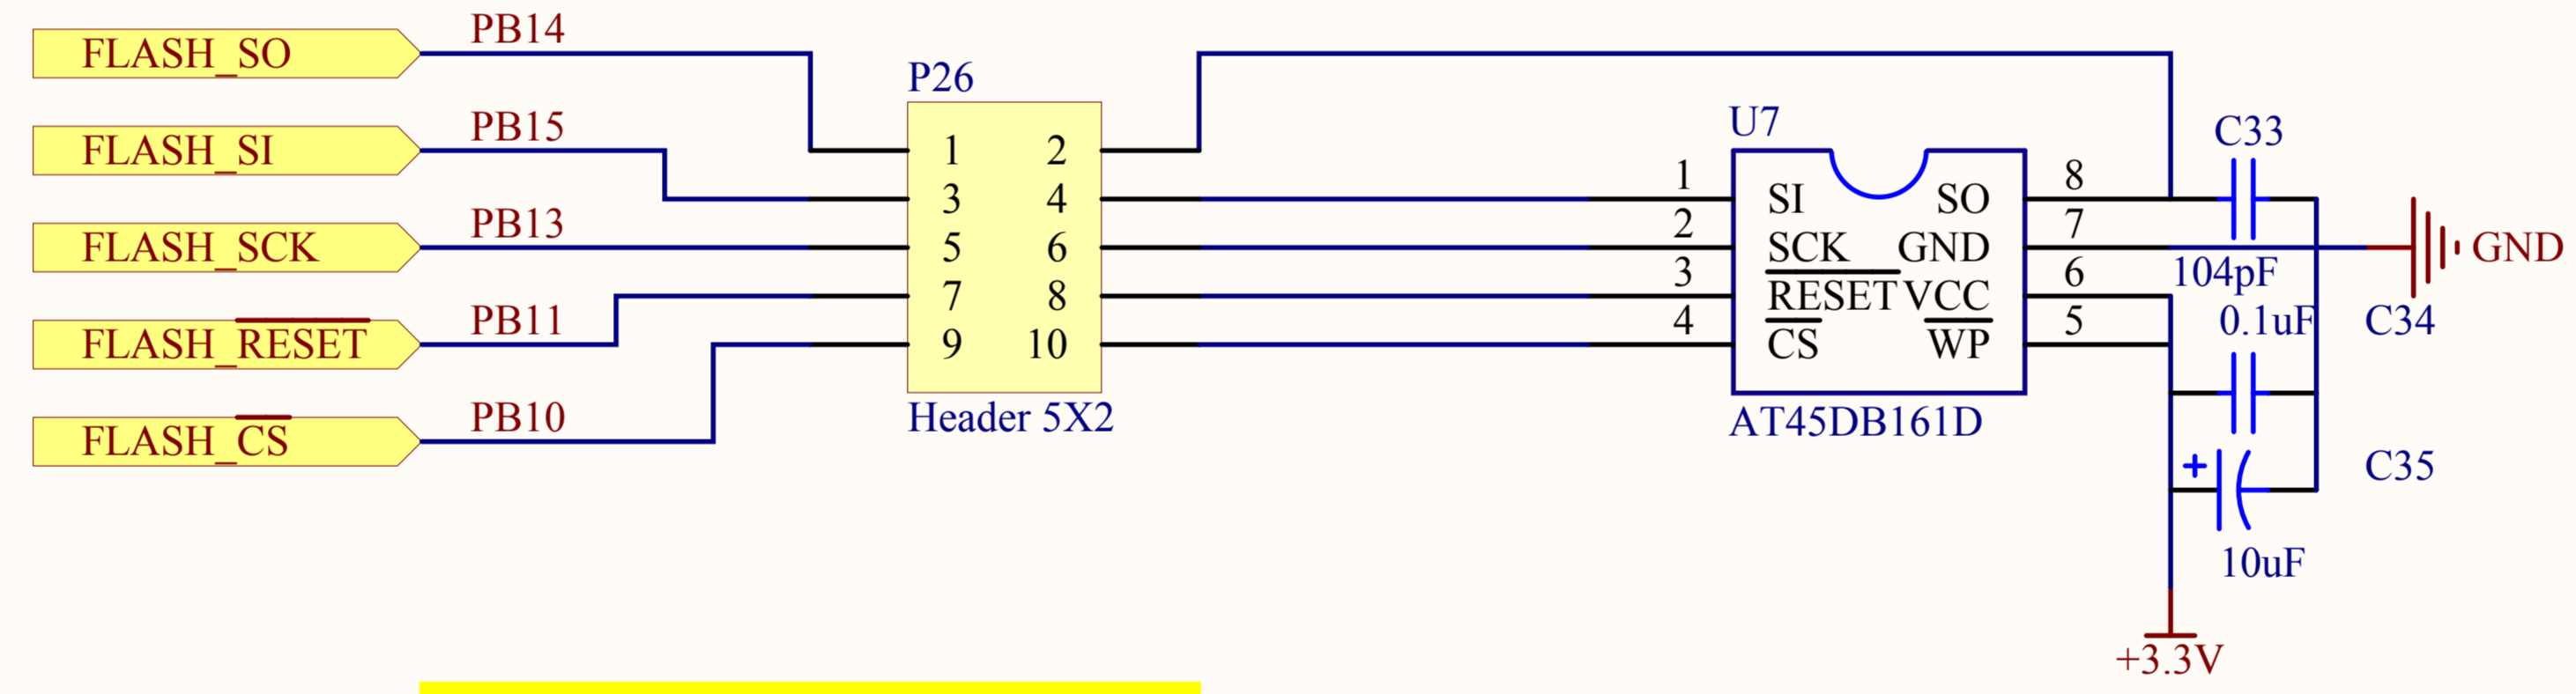 FLASH_SO
PB14
FLASH_SI
PB15
FLASH_SCK
PB13
FLASH_RESET
PB11
FLASH_CS
PB10
P26
1 2
3 4
5 6
7 8
9 10
Header 5X2
U7
1 SI SO 8
2 SCK GND 7
3 RESET VCC 6
4 CS WP 5
AT45DB161D
C33
104pF
GND
0.1uF C34
+ C35
10uF
+3.3V